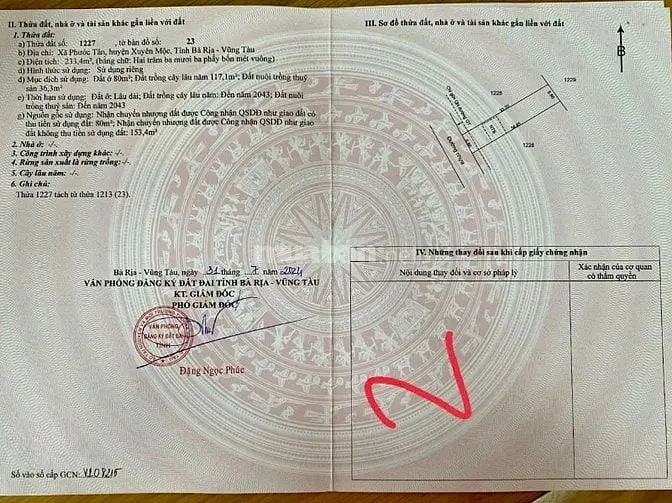 II. Thửa đất, nhà ở và tài sản khác gắn liền với đất
1. Thửa đất:
a) Thửa đất số: 1227, tờ bản đồ số: 23
b) Địa chỉ: Xã Phước Tân, huyện Xuyên Mộc, Tỉnh Bà Rịa - Vũng Tàu
c) Diện tích: 233,4m², (bằng chữ: Hai trăm ba mươi ba phẩy bốn mét vuông)
d) Hình thức sử dụng: Sử dụng riêng
đ) Mục đích sử dụng: Đất ở 80m²; Đất trồng cây lâu năm 117,1m²; Đất nuôi trồng thuỷ
sản 36,3m²
e) Thời hạn sử dụng: Đất ở: Lâu dài; Đất trồng cây lâu năm: Đến năm 2043; Đất nuôi
trồng thuỷ sản: Đến năm 2043
g) Nguồn gốc sử dụng: Nhận chuyển nhượng đất được Công nhận QSDĐ như giao đất có
thu tiền sử dụng đất: 80m²; Nhận chuyển nhượng đất được Công nhận QSDĐ như giao
đất không thu tiền sử dụng đất: 153,4m²
2. Nhà ở: -/-
3. Công trình xây dựng khác: -/-
4. Rừng sản xuất là rừng trồng: -/-
5. Cây lâu năm: -/-
6. Ghi chú:
Thửa 1227 tách từ thửa 1213 (23).
Bà Rịa - Vũng Tàu, ngày 31 tháng 7 năm 2024
VĂN PHÒNG ĐĂNG KÝ ĐẤT ĐAI TỈNH BÀ RỊA - VŨNG TÀU
KT. GIÁM ĐỐC
PHÓ GIÁM ĐỐC
VĂN PHÒNG
ĐĂNG KÝ ĐẤT ĐAI
TỈNH
Đặng Ngọc Phúc
Số vào sổ cấp GCN:
III. Sơ đồ thửa đất, nhà ở và tài sản khác gắn liền với đất
B
1229
1228
1226
Đường nhựa
IV. Những thay đổi sau khi cấp giấy chứng nhận
Nội dung thay đổi và cơ sở pháp lý
Xác nhận của cơ quan
có thẩm quyền